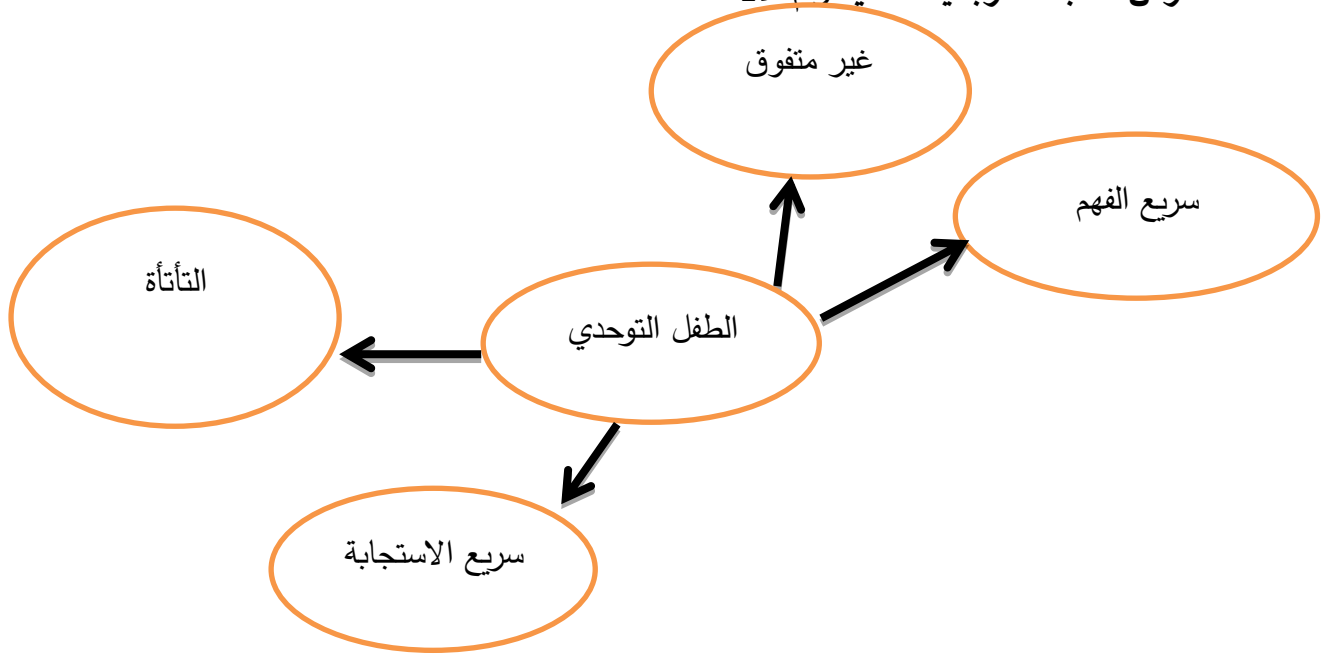 غير متفوق
سريع الفهم
التأتأة
الطفل التوحدي
سريع الاستجابة